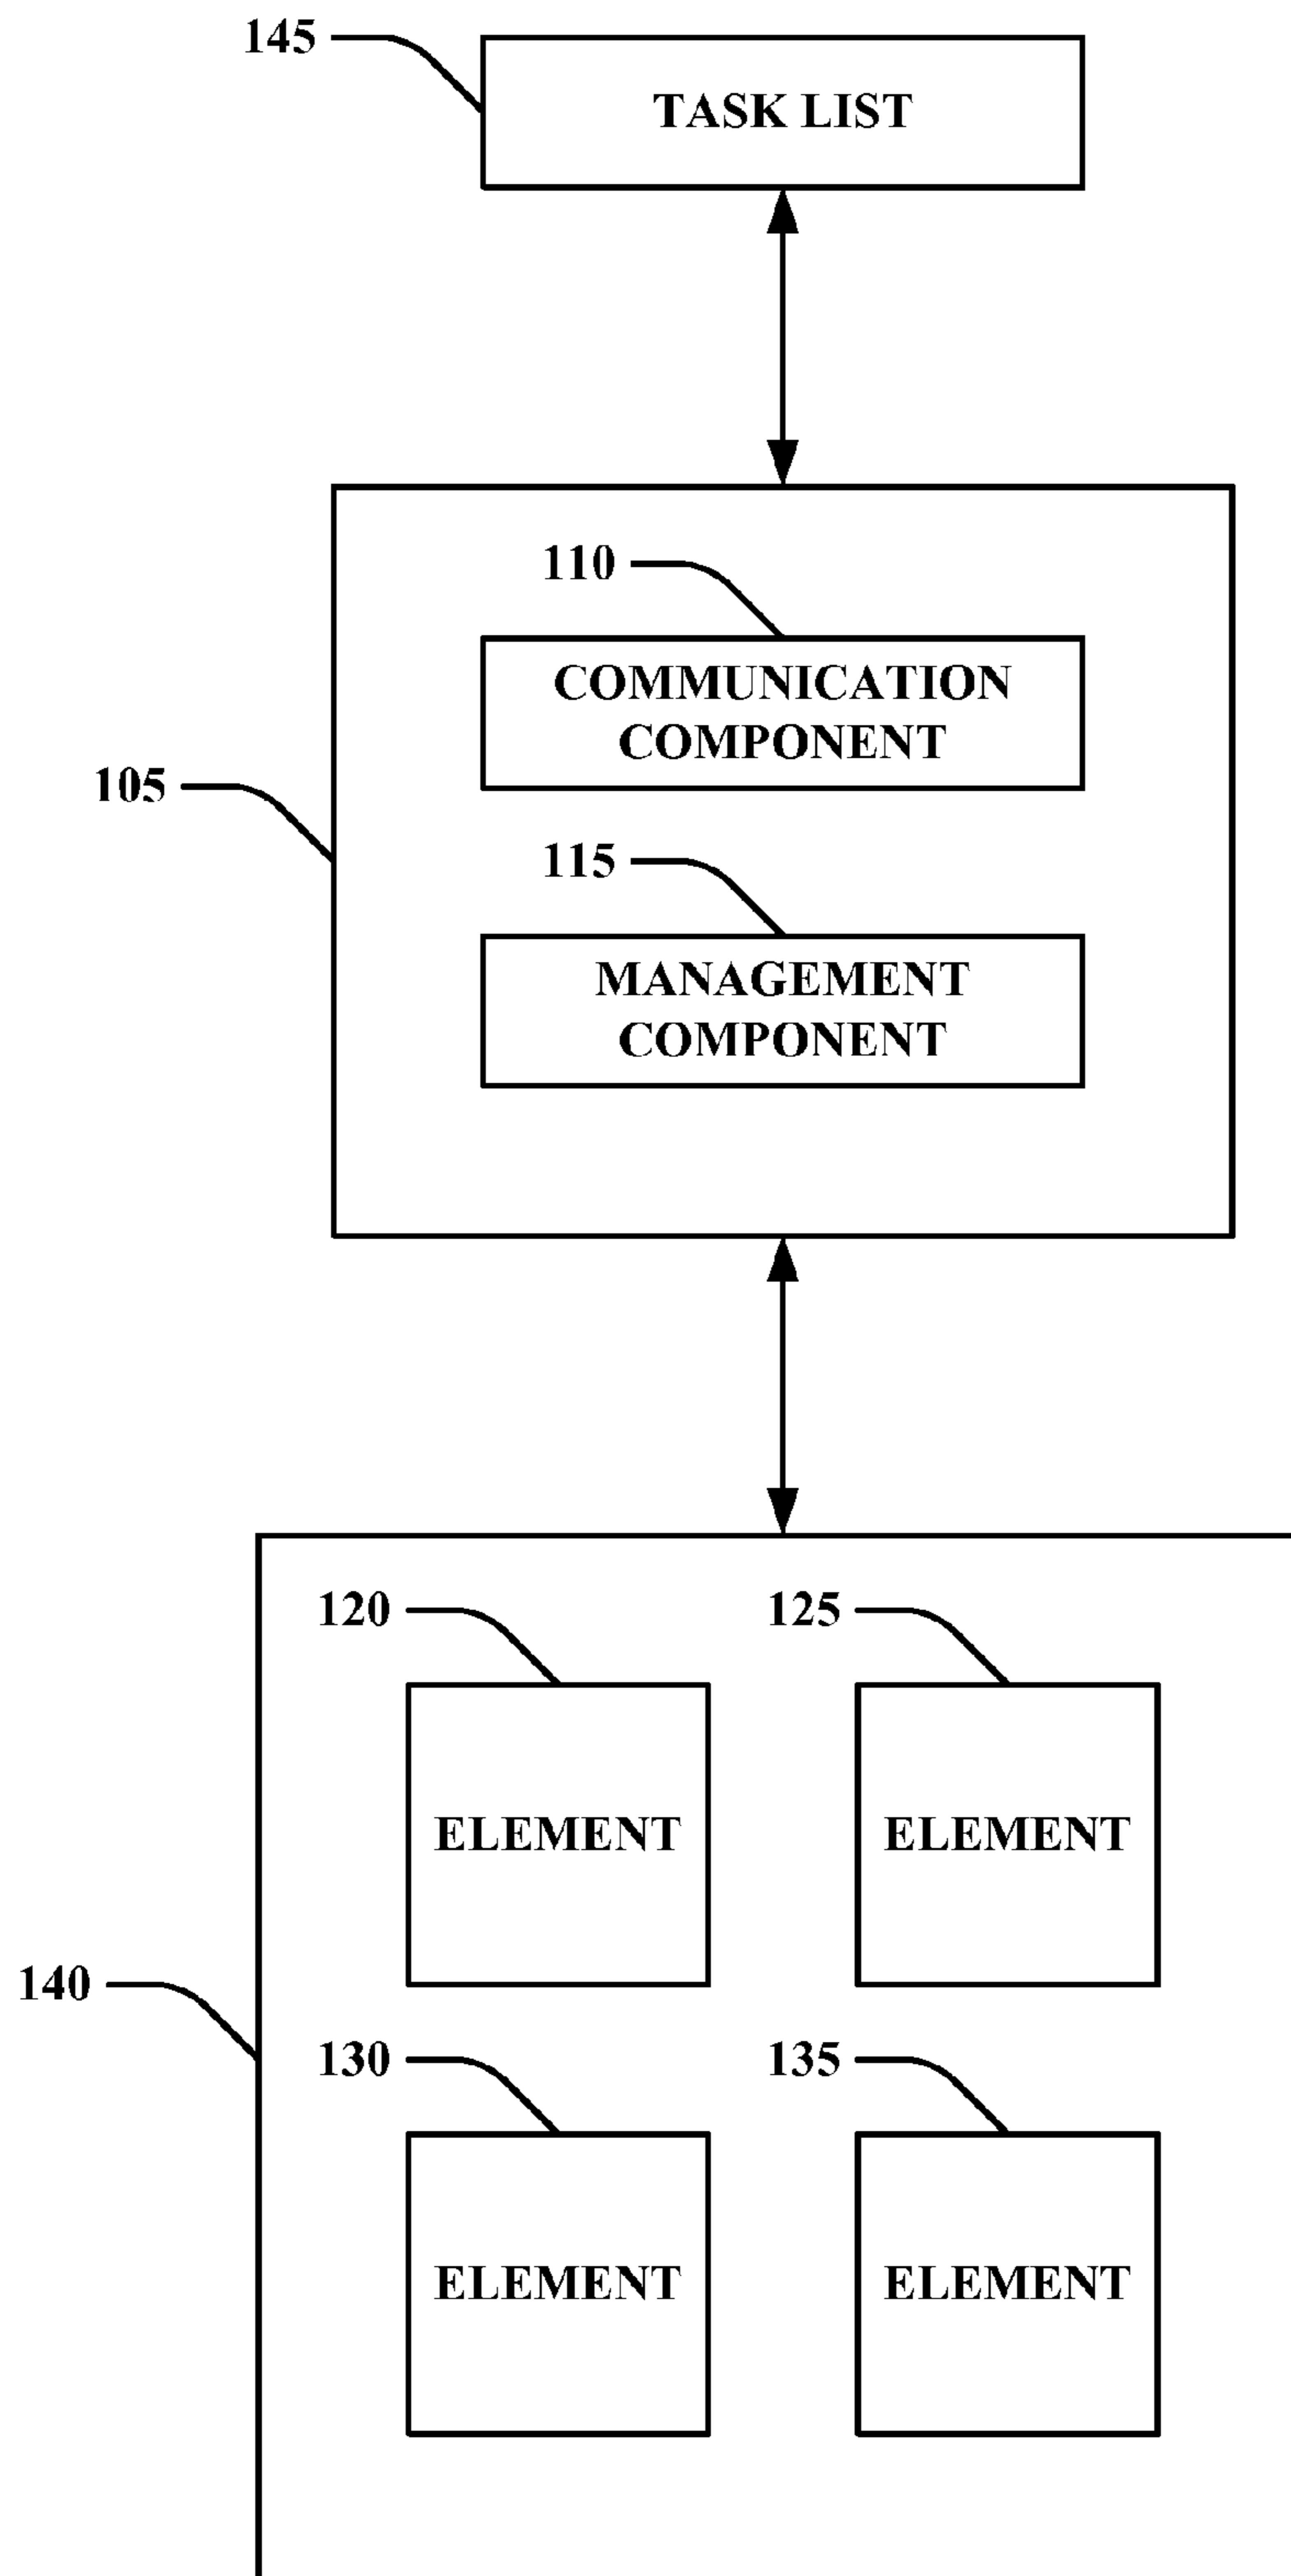 145
TASK LIST
110
COMMUNICATION
COMPONENT
105
115
MANAGEMENT
COMPONENT
120
125
ELEMENT
ELEMENT
140
130
135
ELEMENT
ELEMENT